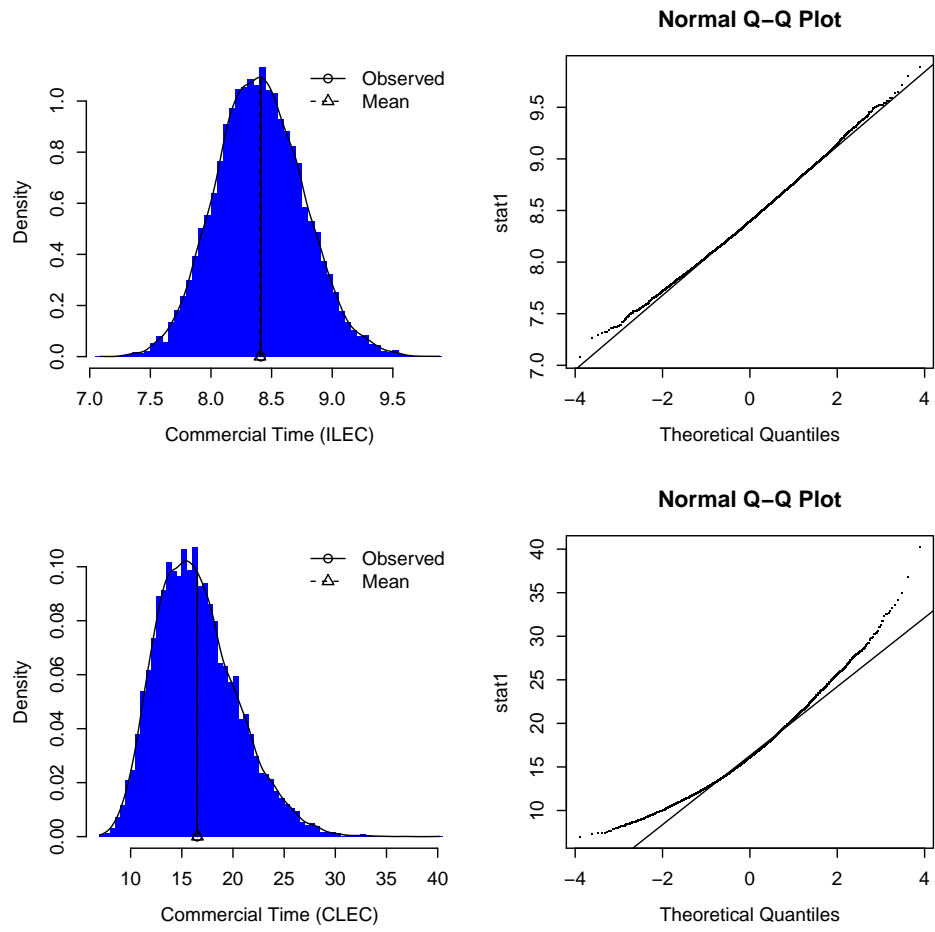 Observed
Mean
Density
0.0 0.2 0.4 0.6 0.8 1.0
7.0 7.5 8.0 8.5 9.0 9.5
Commercial Time (ILEC)
Normal Q−Q Plot
stat1
7.0 7.5 8.0 8.5 9.0 9.5
−4 −2 0 2 4
Theoretical Quantiles
Observed
Mean
Density
0.00 0.02 0.04 0.06 0.08 0.10
10 15 20 25 30 35 40
Commercial Time (CLEC)
Normal Q−Q Plot
stat1
10 15 20 25 30 35 40
−4 −2 0 2 4
Theoretical Quantiles